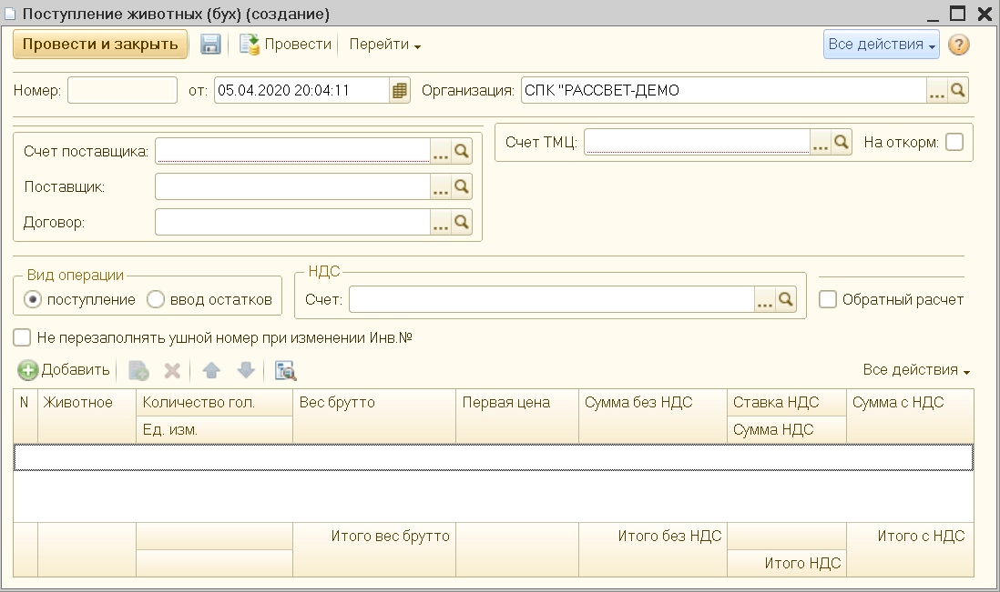 Поступление животных (бух) (создание)
Провести и закрыть Провести Перейти Все действия ?
Номер: от: 05.04.2020 20:04:11 Организация: СПК "РАССВЕТ-ДЕМО ...
Счет поставщика: ... Счет ТМЦ: ... На откорм:
Поставщик: ...
Договор: ...
Вид операции НДС
поступление ввод остатков Счет: ... Обратный расчет
Не перезаполнять ушной номер при изменении Инв.№
Добавить Все действия
N Животное Количество гол. Вес брутто Первая цена Сумма без НДС Ставка НДС Сумма с НДС
Ед. изм. Сумма НДС
Итого вес брутто Итого без НДС Итого с НДС
Итого НДС